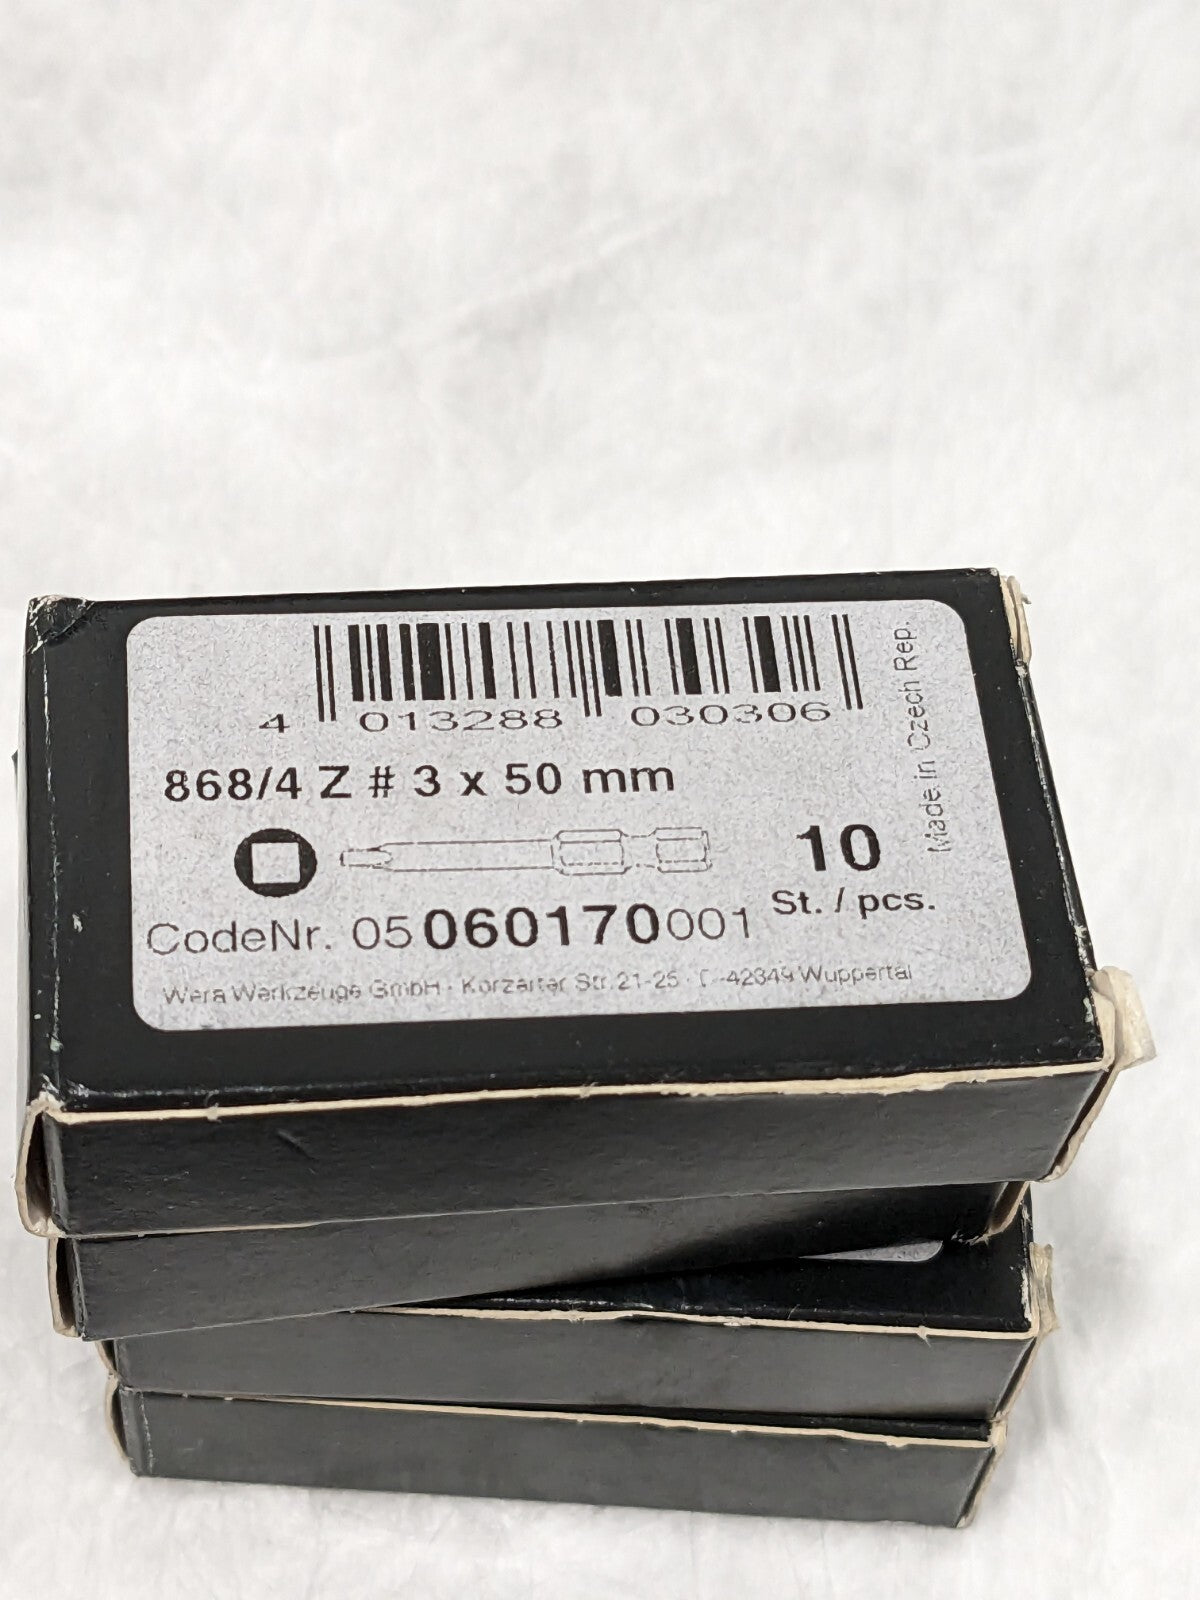 4 013288 030306
Made in Czech Rep.
868/4 Z # 3 x 50 mm
10
St. / pcs.
CodeNr. 05060170001
Wera Werkzeuge GmbH · Korzerter Str. 21-25 · D-42349 Wuppertal